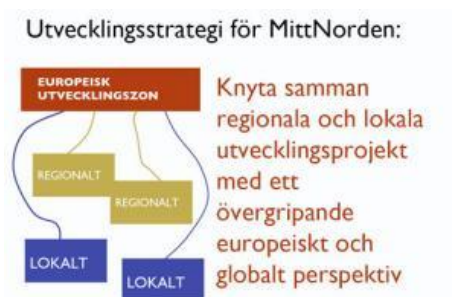 Utvecklingsstrategi för MittNorden:
EUROPEISK
UTVECKLINGSZON
REGIONALT
REGIONALT
LOKALT
LOKALT
Knyta samman
regionala och lokala
utvecklingsprojekt
med ett
övergripande
europeiskt och
globalt perspektiv